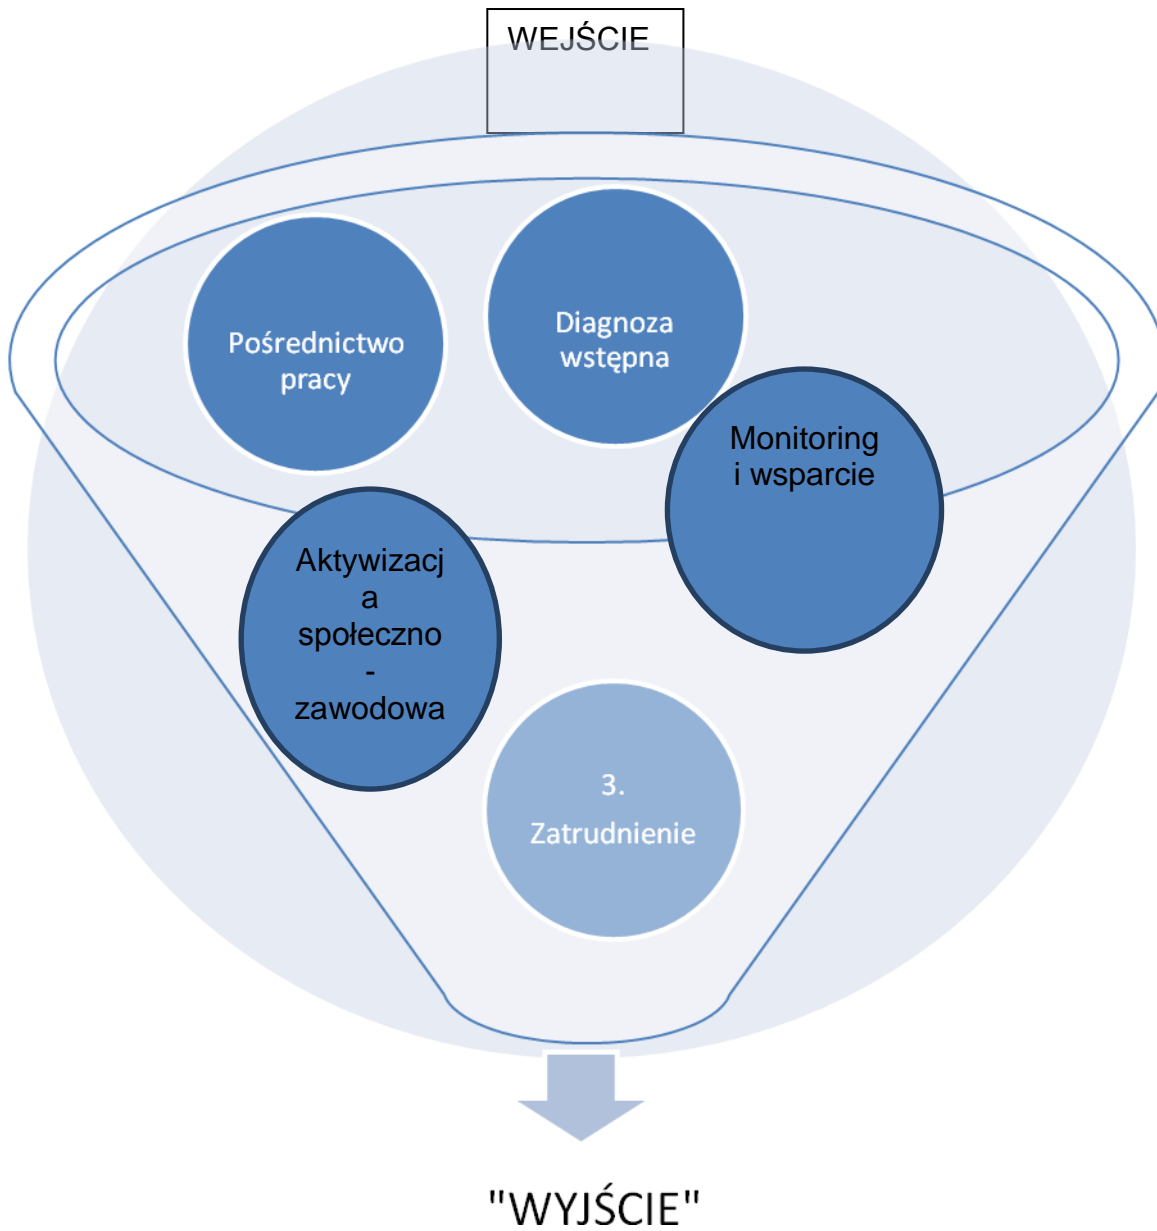 WEJŚCIE
Pośrednictwo
pracy
Diagnoza
wstępna
Monitoring
i wsparcie
Aktywizacj
a
społeczno
-
zawodowa
3.
Zatrudnienie
"WYJŚCIE"